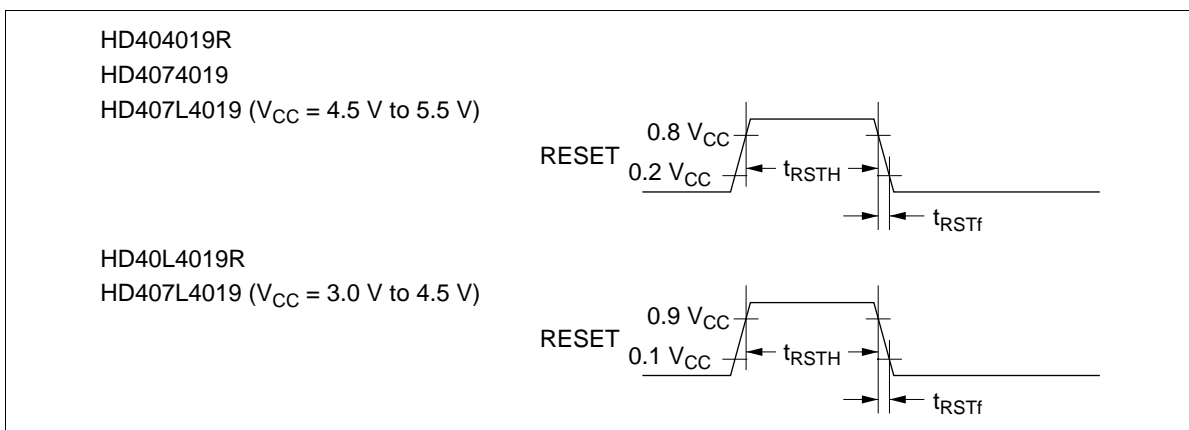 HD404019R
HD4074019
HD407L4019 (VCC = 4.5 V to 5.5 V)
0.8 VCC
RESET
0.2 VCC
tRSTH
tRSTf
HD40L4019R
HD407L4019 (VCC = 3.0 V to 4.5 V)
0.9 VCC
RESET
0.1 VCC
tRSTH
tRSTf